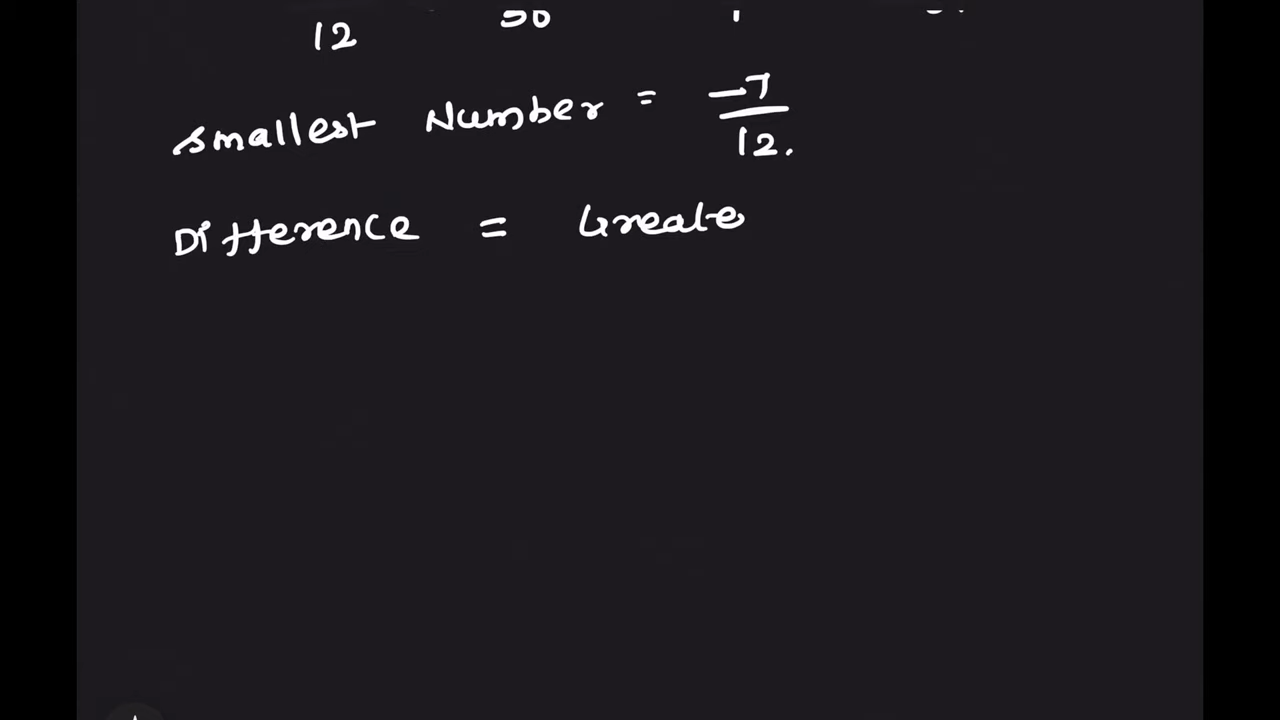 12
smallest Number = -7/12.
Difference = Greate